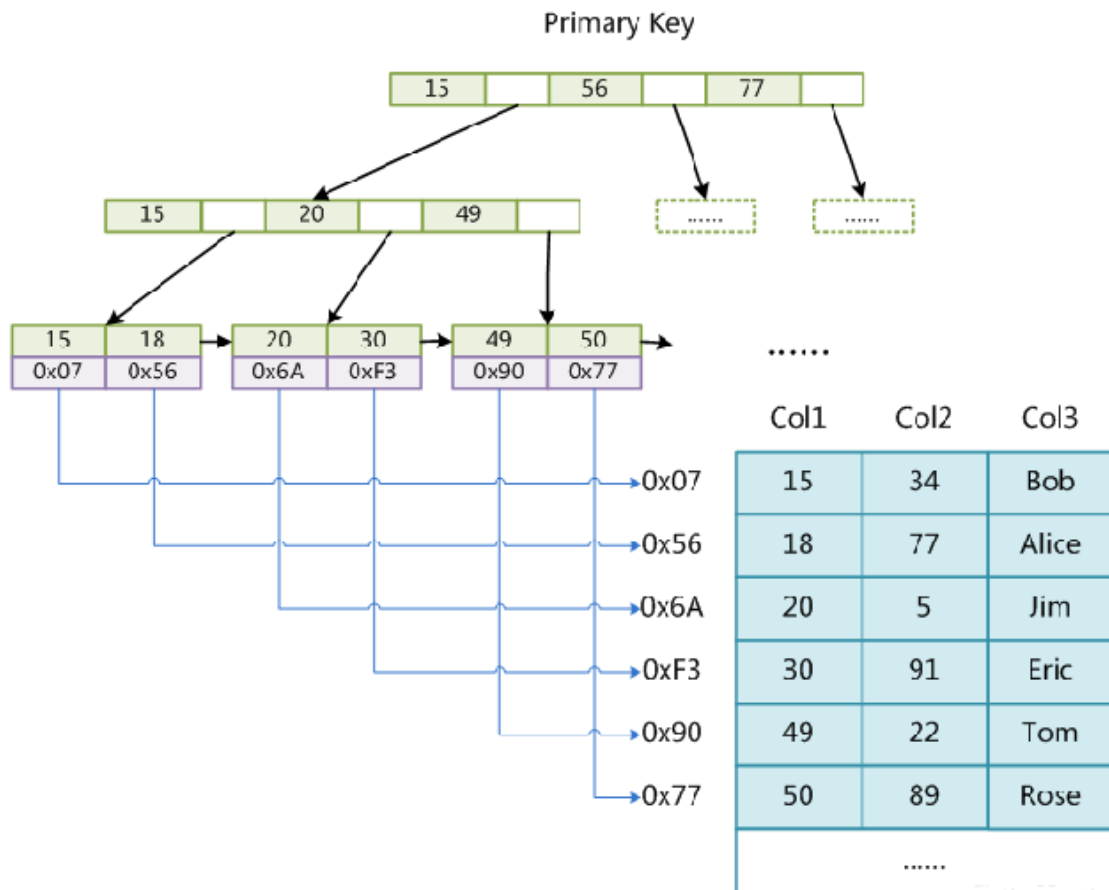 Primary Key
15 56 77
15 20 49
...... ......
15 18 20 30 49 50
0x07 0x56 0x6A 0xF3 0x90 0x77
......
Col1 Col2 Col3
0x07 15 34 Bob
0x56 18 77 Alice
0x6A 20 5 Jim
0xF3 30 91 Eric
0x90 49 22 Tom
0x77 50 89 Rose
......